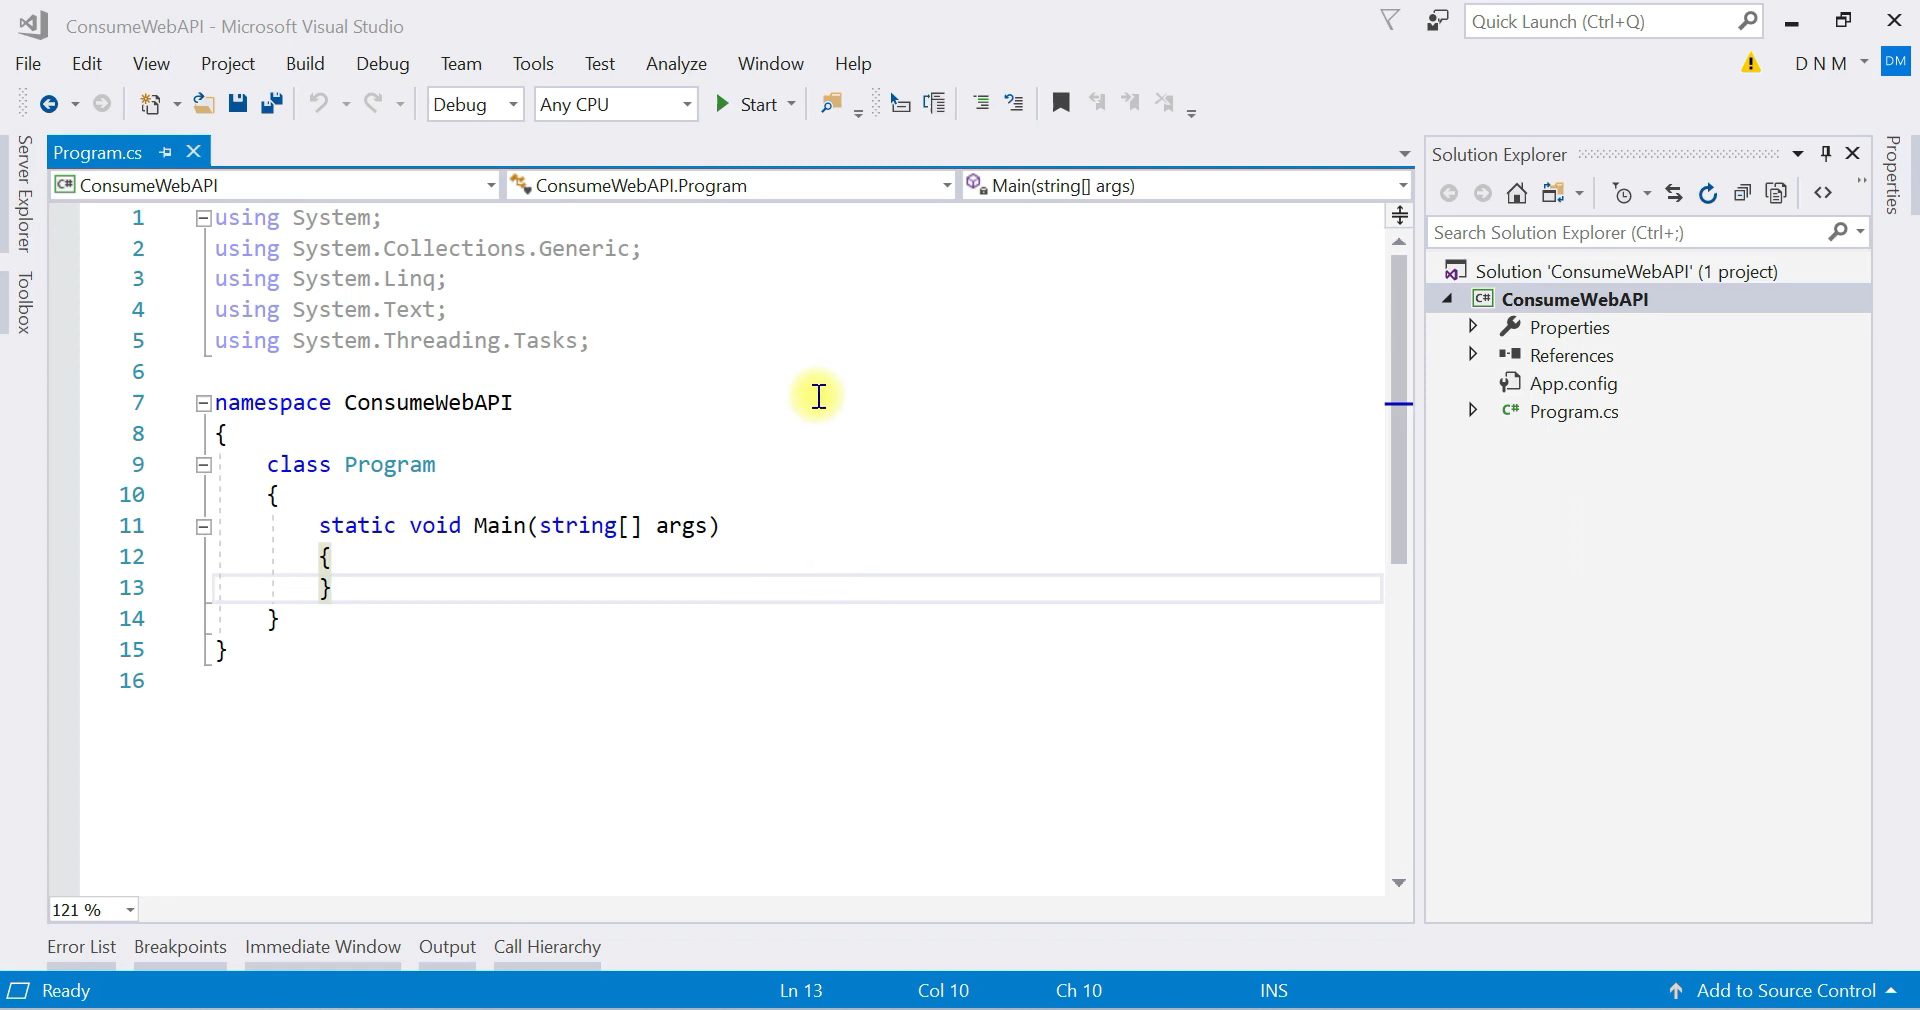 ConsumeWebAPI - Microsoft Visual Studio
Quick Launch (Ctrl+Q)
File Edit View Project Build Debug Team Tools Test Analyze Window Help
D N M
DM
Debug
Any CPU
Start
Server Explorer
Toolbox
Program.cs
C# ConsumeWebAPI
ConsumeWebAPI.Program
Main(string[] args)
1 using System;
2 using System.Collections.Generic;
3 using System.Linq;
4 using System.Text;
5 using System.Threading.Tasks;
6
7 namespace ConsumeWebAPI
8 {
9 class Program
10 {
11 static void Main(string[] args)
12 {
13 }
14 }
15 }
16
121 %
Solution Explorer
Search Solution Explorer (Ctrl+;)
Solution 'ConsumeWebAPI' (1 project)
C# ConsumeWebAPI
Properties
References
App.config
C# Program.cs
Properties
Error List Breakpoints Immediate Window Output Call Hierarchy
Ready
Ln 13
Col 10
Ch 10
INS
Add to Source Control